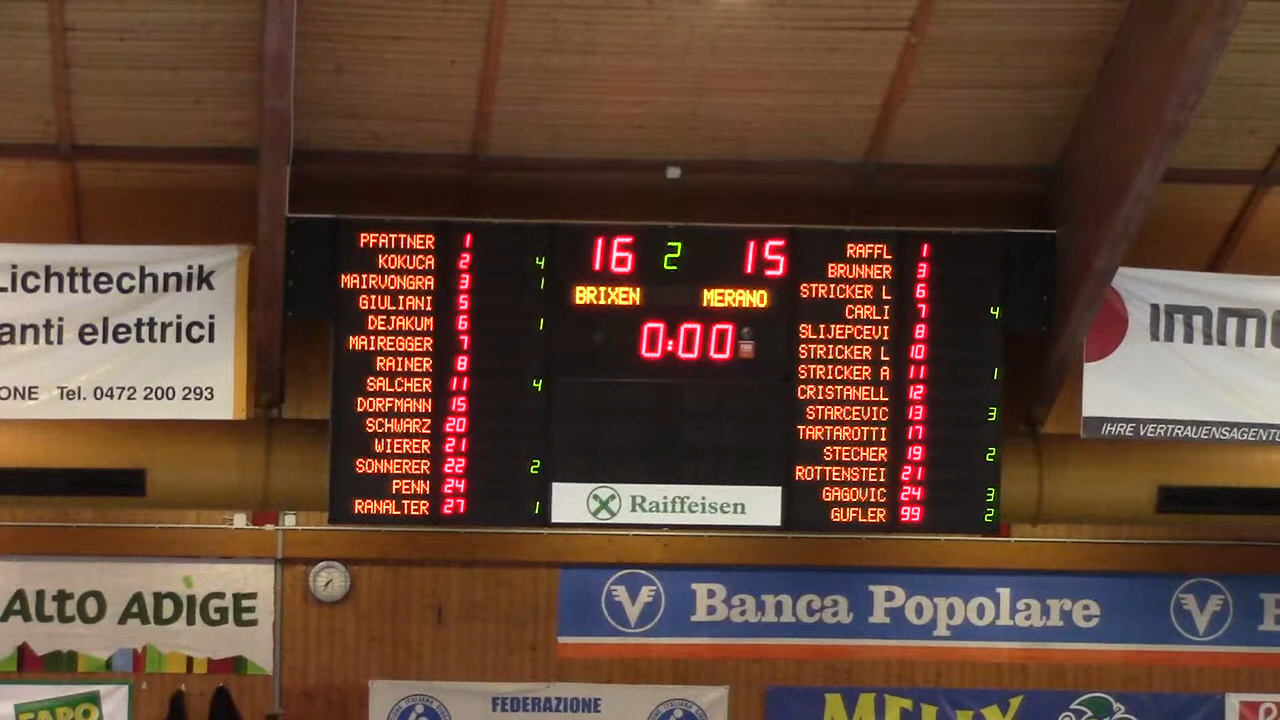 PFATTNER 1
KOKUCA 2 4
MAIRVONGRA 3 1
GIULIANI 5
DEJAKUM 6 1
MAIREGGER 7
RAINER 8
SALCHER 11 4
DORFMANN 15
SCHWARZ 20
WIERER 21
SONNERER 22 2
PENN 24
RANALTER 27 1
16 2 15
BRIXEN MERANO
0:00
Raiffeisen
RAFFL 1
BRUNNER 3
STRICKER L 6
CARLI 7 4
SLIJEPCEVI 8
STRICKER L 10
STRICKER A 11 1
CRISTANELL 12
STARCEVIC 13 3
TARTAROTTI 17
STECHER 19 2
ROTTENSTEI 21
GAGOVIC 24 3
GUFLER 99 2
Lichttechnik
anti elettrici
ONE Tel. 0472 200 293
IHRE VERTRAUENSAGENTU
ALTO ADIGE
Banca Popolare
FEDERAZIONE